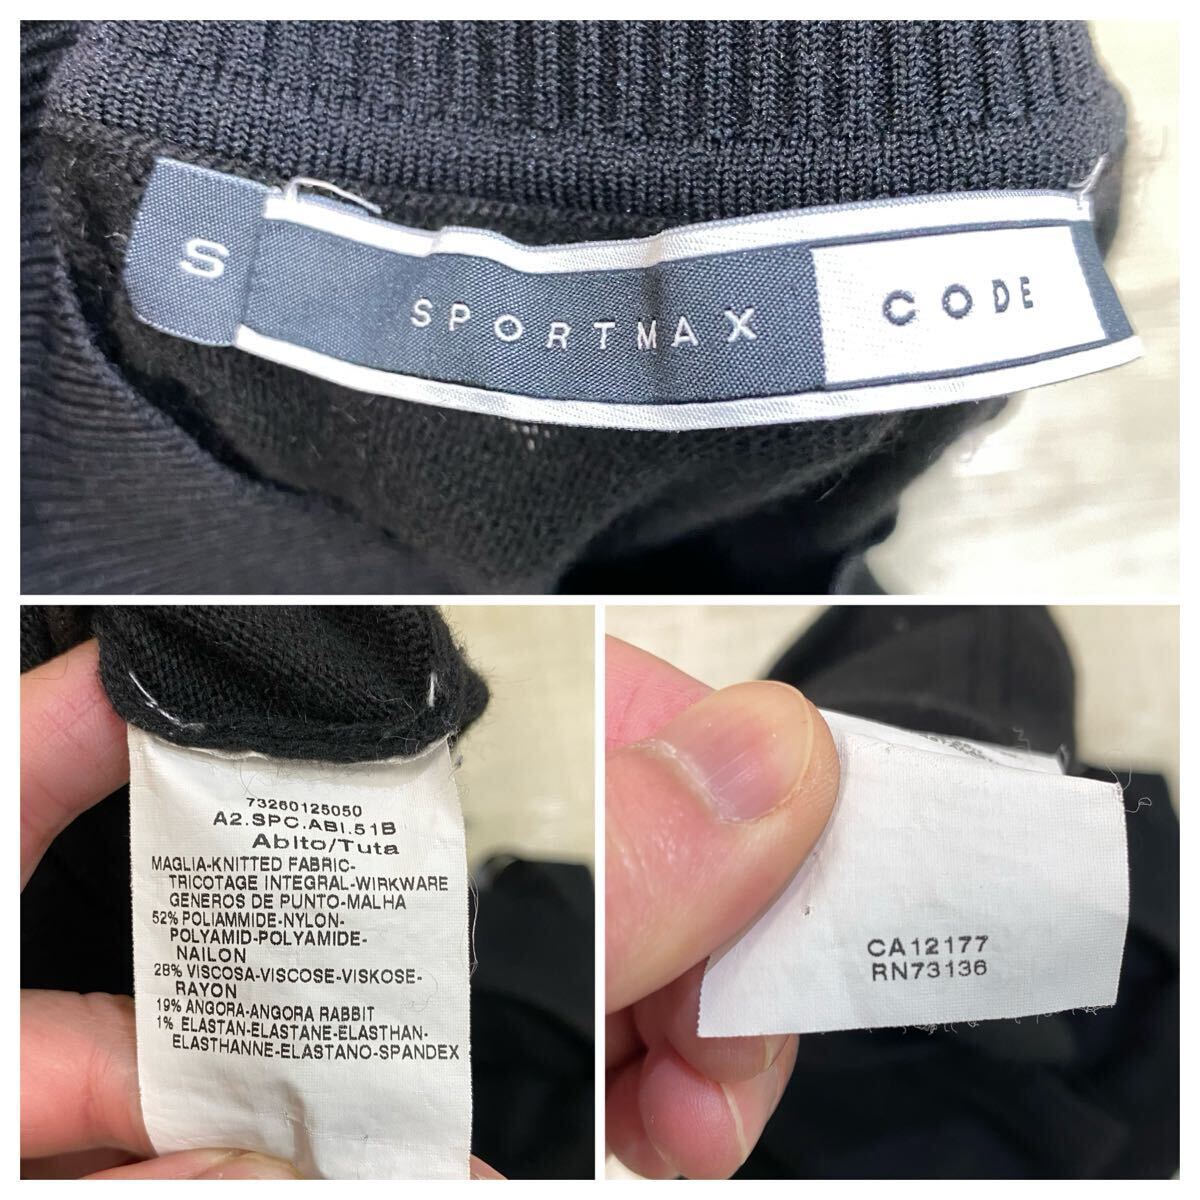 S SPORTMAX CODE
73260125050
A2.SPC.ABI.51B
Abito/Tuta
MAGLIA-KNITTED FABRIC-
TRICOTAGE INTEGRAL-WIRKWARE
GENEROS DE PUNTO-MALHA
52% POLIAMMIDE-NYLON-
POLYAMID-POLYAMIDE-
NAILON
28% VISCOSA-VISCOSE-VISKOSE-
RAYON
19% ANGORA-ANGORA RABBIT
1% ELASTAN-ELASTANE-ELASTHAN-
ELASTHANNE-ELASTANO-SPANDEX
CA12177
RN73136